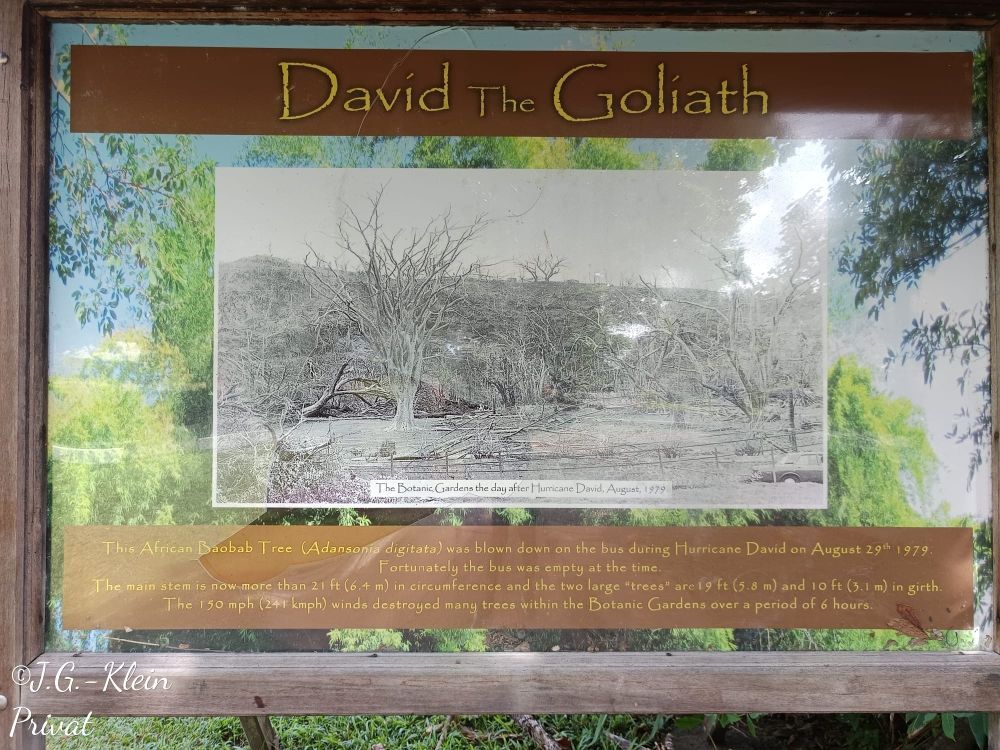 David The Goliath
The Botanic Gardens the day after Hurricane David, August, 1979
This African Baobab Tree (Adansonia digitata) was blown down on the bus during Hurricane David on August 29th 1979.
Fortunately the bus was empty at the time.
The main stem is now more than 21 ft (6.4 m) in circumference and the two large "trees" are 19 ft (5.8 m) and 10 ft (3.1 m) in girth.
The 150 mph (241 kmph) winds destroyed many trees within the Botanic Gardens over a period of 6 hours.
©J.G.-Klein
Privat